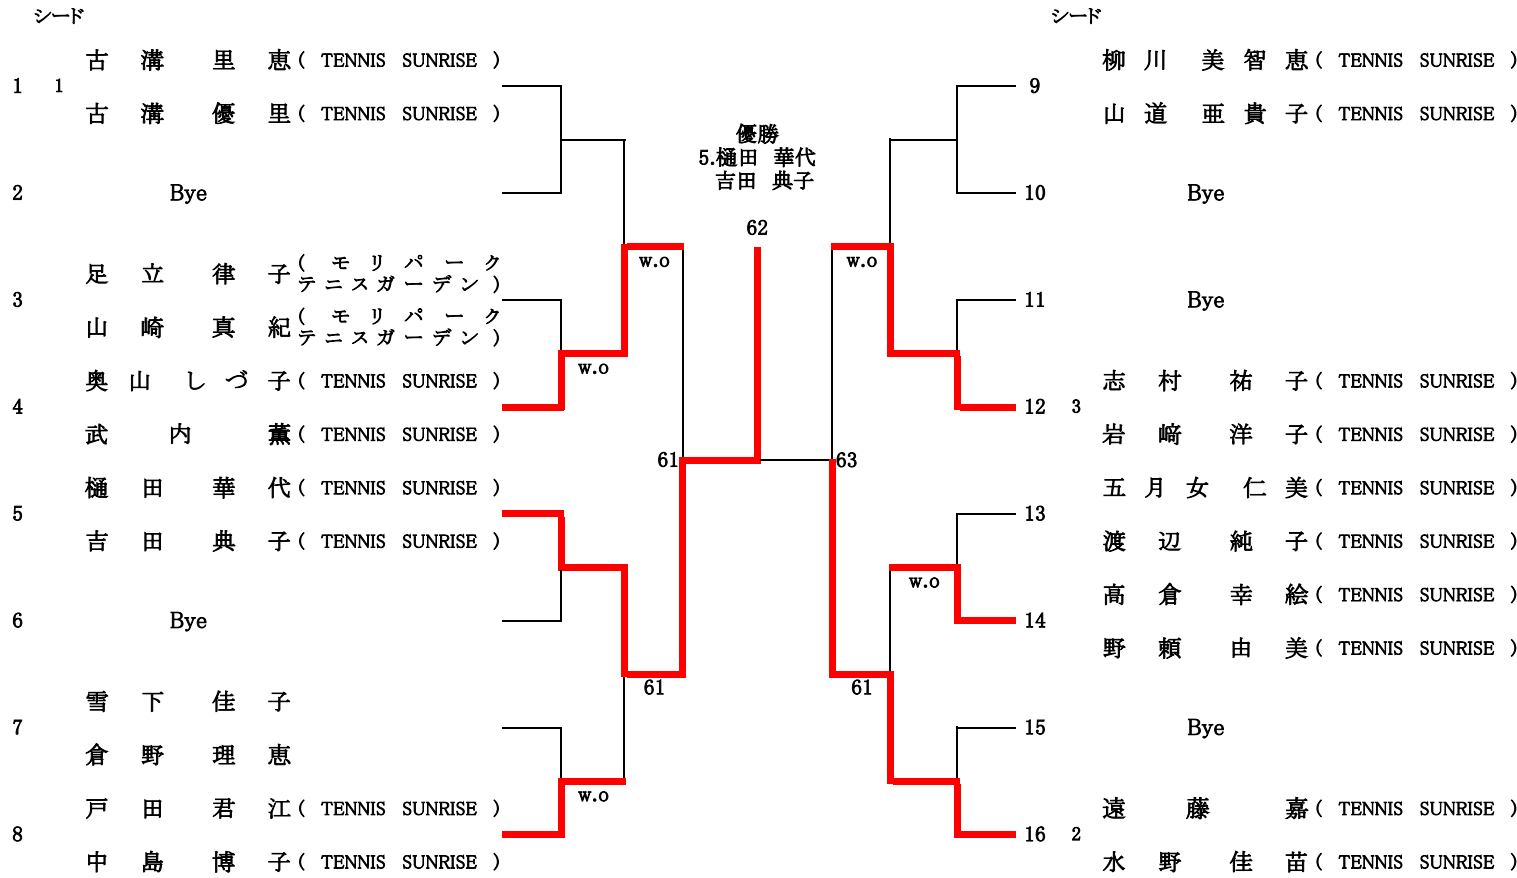 シード
1 1 古溝 里恵 ( TENNIS SUNRISE )
古溝 優里 ( TENNIS SUNRISE )
2 Bye
3 足立 律子 ( モリパークテニスガーデン )
山崎 真紀 ( モリパークテニスガーデン )
4 奥山 しづ子 ( TENNIS SUNRISE )
武内 薫 ( TENNIS SUNRISE )
5 樋田 華代 ( TENNIS SUNRISE )
吉田 典子 ( TENNIS SUNRISE )
6 Bye
7 雪下 佳子
倉野 理恵
8 戸田 君江 ( TENNIS SUNRISE )
中島 博子 ( TENNIS SUNRISE )
w.o
w.o
61
61
w.o
優勝
5.樋田 華代
吉田 典子
62
w.o
63
w.o
61
シード
9 柳川 美智恵 ( TENNIS SUNRISE )
山道 亜貴子 ( TENNIS SUNRISE )
10 Bye
11 Bye
12 3 志村 祐子 ( TENNIS SUNRISE )
岩﨑 洋子 ( TENNIS SUNRISE )
13 五月女 仁美 ( TENNIS SUNRISE )
渡辺 純子 ( TENNIS SUNRISE )
14 高倉 幸絵 ( TENNIS SUNRISE )
野頼 由美 ( TENNIS SUNRISE )
15 Bye
16 2 遠藤 嘉 ( TENNIS SUNRISE )
水野 佳苗 ( TENNIS SUNRISE )